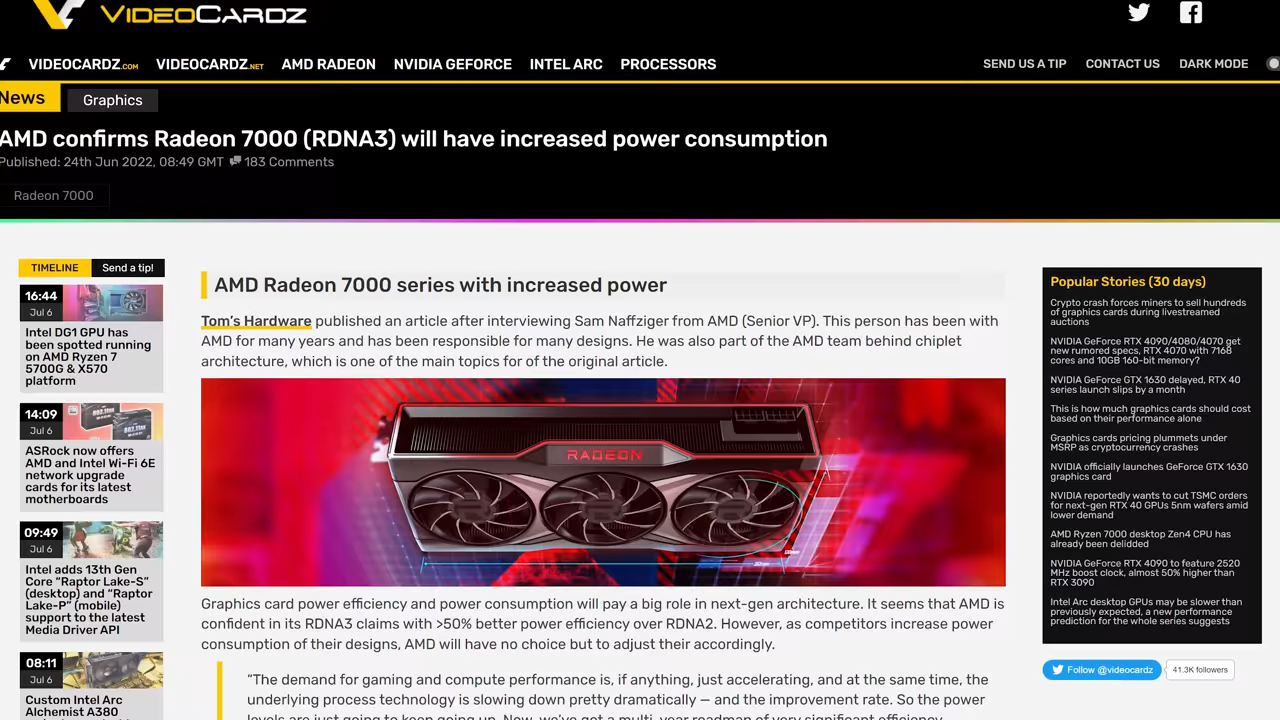 VIDEOCARDZ
VIDEOCARDZ.COM VIDEOCARDZ.NET AMD RADEON NVIDIA GEFORCE INTEL ARC PROCESSORS SEND US A TIP CONTACT US DARK MODE
News Graphics
AMD confirms Radeon 7000 (RDNA3) will have increased power consumption
Published: 24th Jun 2022, 08:49 GMT 183 Comments
Radeon 7000
TIMELINE Send a tip!
16:44
Jul 6
Intel DG1 GPU has
been spotted running
on AMD Ryzen 7
5700G & X570
platform
14:09
Jul 6
ASRock now offers
AMD and Intel Wi-Fi 6E
network upgrade
cards for its latest
motherboards
09:49
Jul 6
Intel adds 13th Gen
Core “Raptor Lake-S”
(desktop) and “Raptor
Lake-P” (mobile)
support to the latest
Media Driver API
08:11
Jul 6
Custom Intel Arc
Alchemist A380
AMD Radeon 7000 series with increased power
Tom’s Hardware published an article after interviewing Sam Naffziger from AMD (Senior VP). This person has been with
AMD for many years and has been responsible for many designs. He was also part of the AMD team behind chiplet
architecture, which is one of the main topics for of the original article.
RADEON
Graphics card power efficiency and power consumption will pay a big role in next-gen architecture. It seems that AMD is
confident in its RDNA3 claims with >50% better power efficiency over RDNA2. However, as competitors increase power
consumption of their designs, AMD will have no choice but to adjust their accordingly.
“The demand for gaming and compute performance is, if anything, just accelerating, and at the same time, the
underlying process technology is slowing down pretty dramatically — and the improvement rate. So the power
levels are just going to keep going up. Now, we’ve got a multi-year roadmap of very significant efficiency
Popular Stories (30 days)
Crypto crash forces miners to sell hundreds
of graphics cards during livestreamed
auctions
NVIDIA GeForce RTX 4090/4080/4070 get
new rumored specs, RTX 4070 with 7168
cores and 10GB 160-bit memory?
NVIDIA GeForce GTX 1630 delayed, RTX 40
series launch slips by a month
This is how much graphics cards should cost
based on their performance alone
Graphics cards pricing plummets under
MSRP as cryptocurrency crashes
NVIDIA officially launches GeForce GTX 1630
graphics card
NVIDIA reportedly wants to cut TSMC orders
for next-gen RTX 40 GPUs 5nm wafers amid
lower demand
AMD Ryzen 7000 desktop Zen4 CPU has
already been delidded
NVIDIA GeForce RTX 4090 to feature 2520
MHz boost clock, almost 50% higher than
RTX 3090
Intel Arc desktop GPUs may be slower than
previously expected, a new performance
prediction for the whole series suggests
Follow @videocardz 41.3K followers